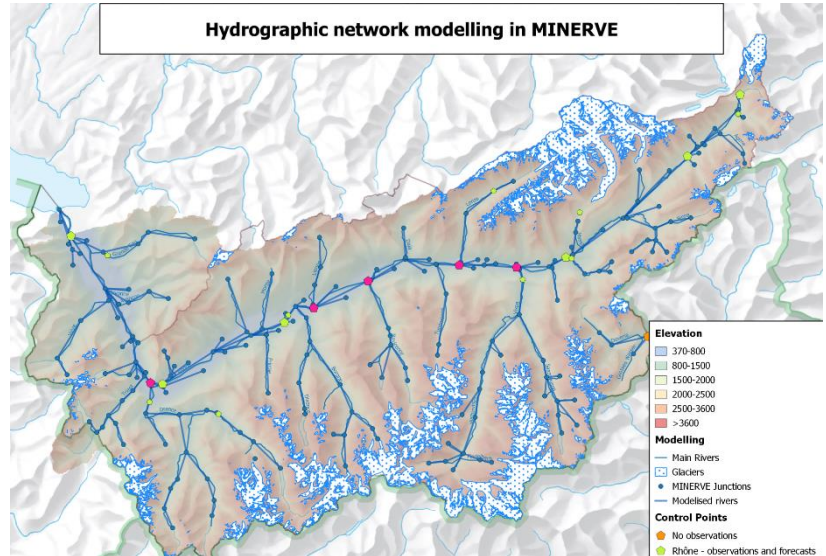 Hydrographic network modelling in MINERVE
Elevation
370-800
800-1500
1500-2000
2000-2500
2500-3600
>3600
Modelling
Main Rivers
Glaciers
MINERVE Junctions
Modelised rivers
Control Points
No observations
Rhône - observations and forecasts